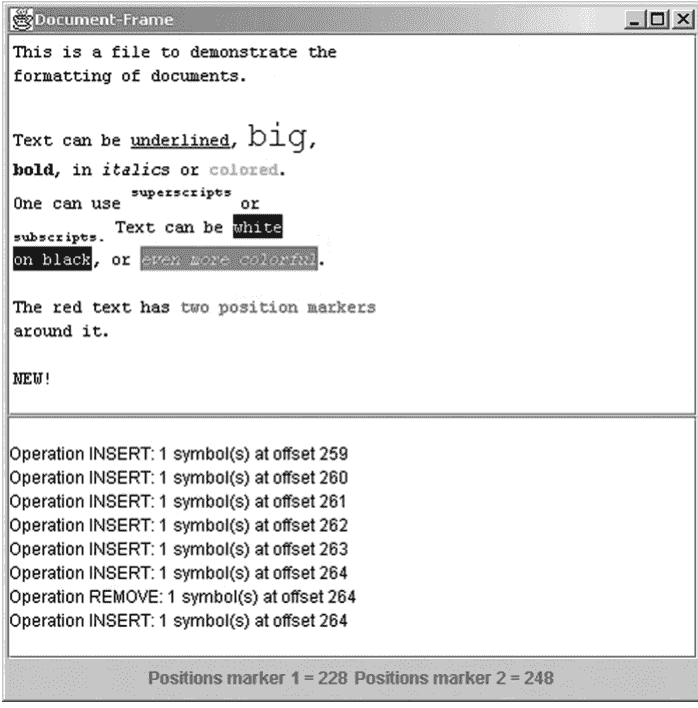 Document-Frame
This is a file to demonstrate the
formatting of documents.
Text can be underlined, big,
bold, in italics or colored.
One can use superscripts or
subscripts. Text can be white
on black, or even more colorful.
The red text has two position markers
around it.
NEW!
Operation INSERT: 1 symbol(s) at offset 259
Operation INSERT: 1 symbol(s) at offset 260
Operation INSERT: 1 symbol(s) at offset 261
Operation INSERT: 1 symbol(s) at offset 262
Operation INSERT: 1 symbol(s) at offset 263
Operation INSERT: 1 symbol(s) at offset 264
Operation REMOVE: 1 symbol(s) at offset 264
Operation INSERT: 1 symbol(s) at offset 264
Positions marker 1 = 228 Positions marker 2 = 248